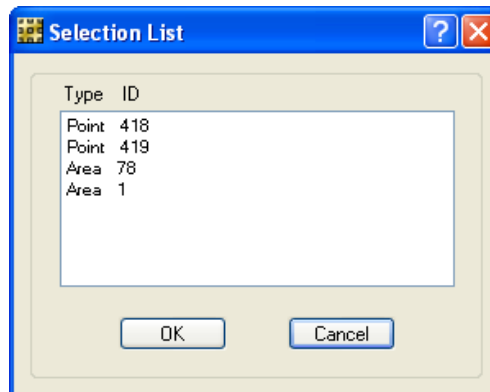 Selection List
Type ID
Point 418
Point 419
Area 78
Area 1
OK Cancel